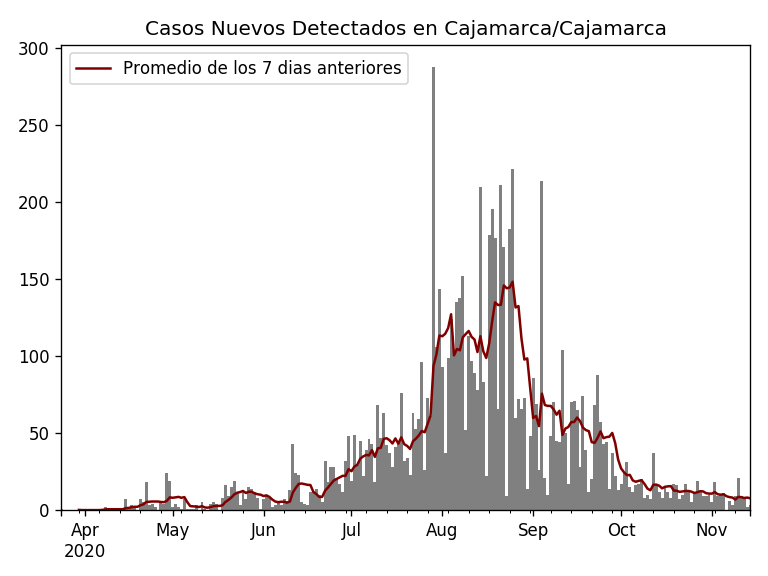 Casos Nuevos Detectados en Cajamarca/Cajamarca
Promedio de los 7 dias anteriores
300
250
200
150
100
50
0
Apr May Jun Jul Aug Sep Oct Nov
2020